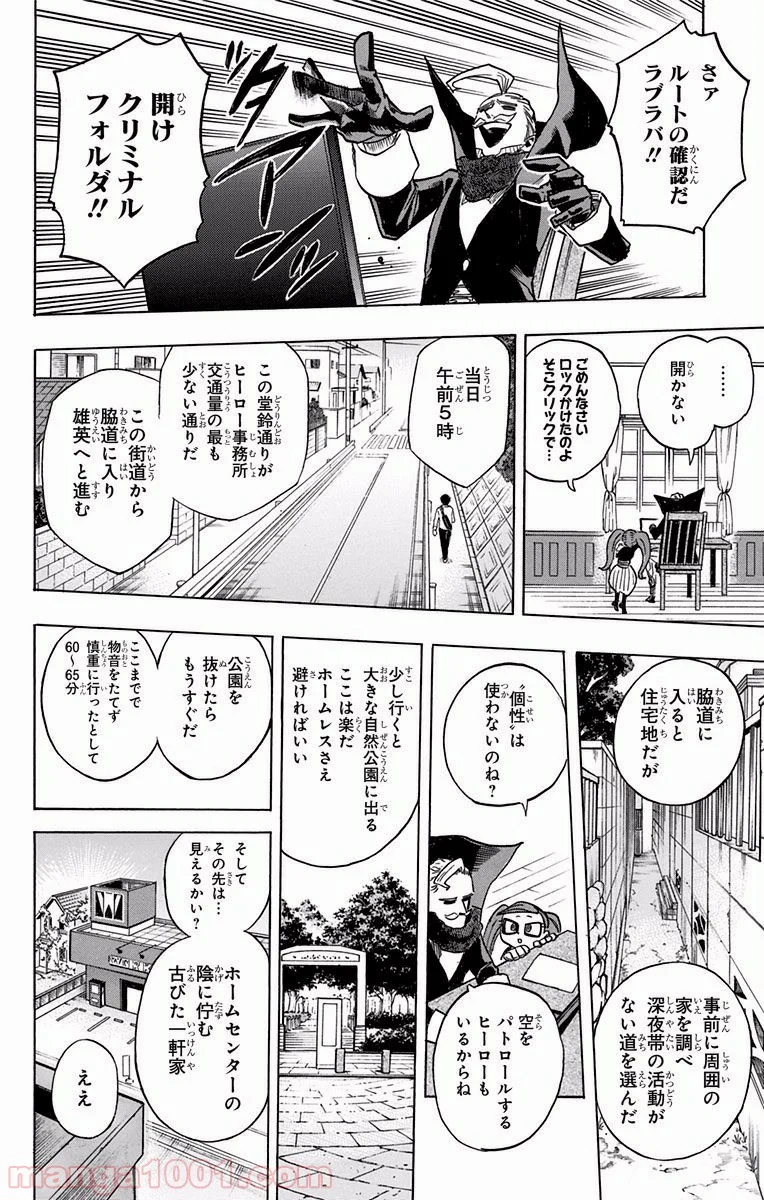 さァ
ルートの確認だ
ラブラバ!!
開け
クリミナル
フォルダ!!
……
開かない
ごめんなさい
ロックかけたのよ
そこクリックで…
当日
午前5時
この堂鈴通りが
ヒーロー事務所
交通量の最も
少ない通りだ
この街道から
脇道に入り
雄英へと進む
脇道に
入ると
住宅地だが
事前に周囲の
家を調べ
深夜帯の活動が
ない道を選んだ
〝個性〟は
使わないのね?
空を
パトロールする
ヒーローも
いるからね
少し行くと
大きな自然公園に出る
ここは楽だ
ホームレスさえ
避ければいい
公園を
抜けたら
もうすぐだ
ここまでで
物音をたてず
慎重に行ったとして
60〜65分
そして
その先は…
見えるかい?
ホームセンターの
陰に佇む
古びた一軒家
ええ
W
manga1001.com